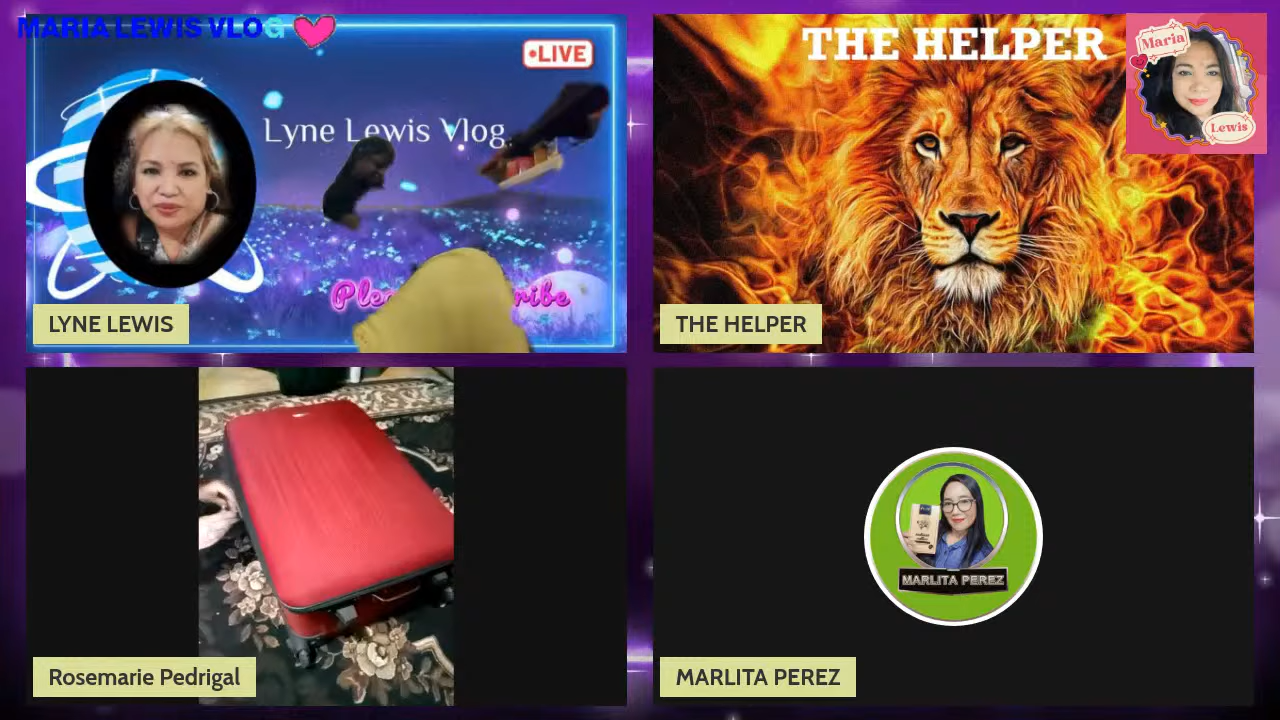 MARIA LEWIS VLOG
LIVE
Lyne Lewis Vlog
LYNE LEWIS
THE HELPER
Maria
Lewis
THE HELPER
Rosemarie Pedrigal
MARLITA PEREZ
MARLITA PEREZ